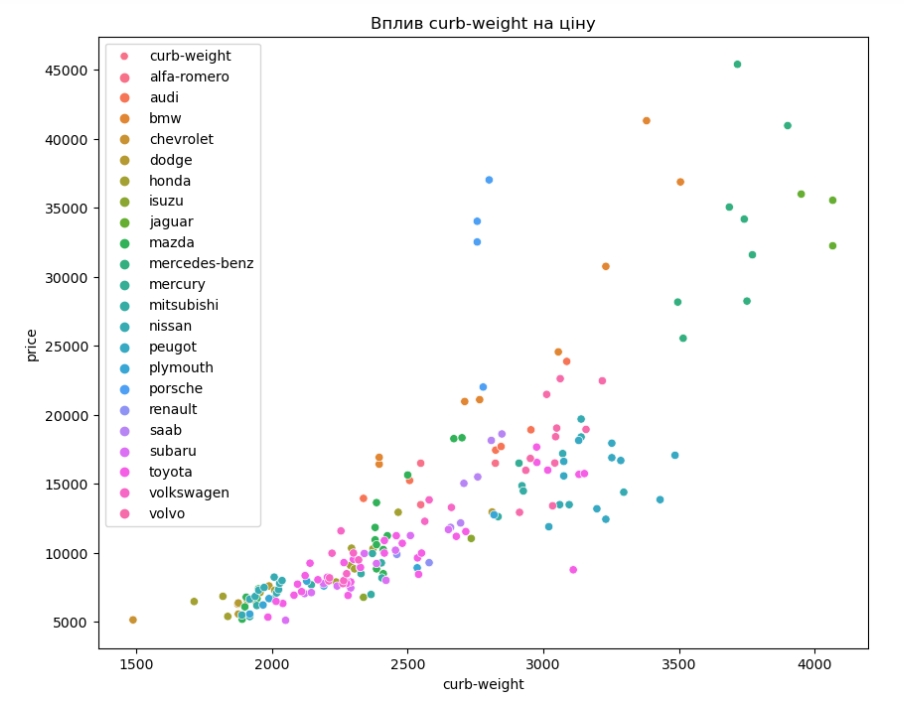 Вплив curb-weight на ціну
curb-weight
alfa-romero
audi
bmw
chevrolet
dodge
honda
isuzu
jaguar
mazda
mercedes-benz
mercury
mitsubishi
nissan
peugot
plymouth
porsche
renault
saab
subaru
toyota
volkswagen
volvo
price
45000
40000
35000
30000
25000
20000
15000
10000
5000
1500 2000 2500 3000 3500 4000
curb-weight